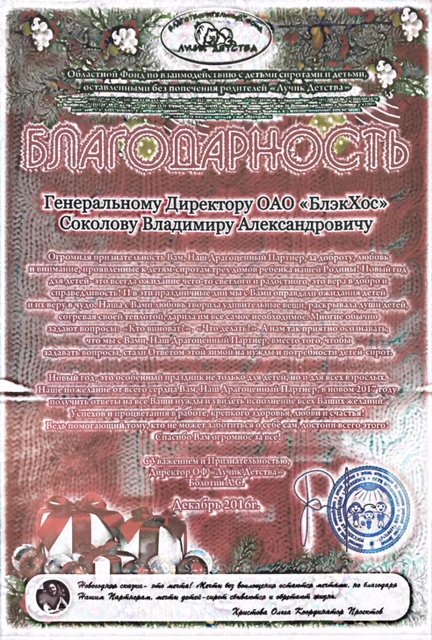 БЛАГОТВОРИТЕЛЬНЫЙ ФОНД
ЛУЧИК ДЕТСТВА
Областной Фонд по взаимодействию с детьми сиротами и детьми,
оставленными без попечения родителей «Лучик Детства»
БЛАГОДАРНОСТЬ
Генеральному Директору ОАО «БлэкХос»
Соколову Владимиру Александровичу
Огромная признательность Вам, Наш Драгоценный Партнер, за доброту, любовь
и внимание, проявленные к детям-сиротам трех домов ребенка нашей Родины! Новый год
для детей- это всегда ожидание чего-то светлого и радостного, это вера в добро и
справедливость! И в эти праздничные дни мы с Вами оправдали ожидания детей
и их веру в чудо. Наша с Вами любовь, творила удивительные вещи, раскрывала души детей,
согревая своей теплотой, дарила им все самое необходимое. Многие обычно
задают вопросы: «Кто виноват?», «Что делать?». А нам так приятно осознавать,
что мы с Вами, Наш Драгоценный Партнер, вместо того, чтобы
задавать вопросы, стали Ответом этой зимой на нужды и потребности детей-сирот.
Новый год- это особенный праздник не только для детей, но и для всех взрослых.
Наше пожелание от всего сердца Вам, Наш Драгоценный Партнер, в новом 2017 году
получить ответы на все Ваши нужды и увидеть исполнение всех Ваших желаний!
Успехов и процветания в работе, крепкого здоровья, любви и счастья!
Ведь помогающий тому, кто не может заботиться о себе сам, достоин всего этого!
Спасибо Вам огромное за все!
С Уважением и Признательностью,
Директор ОФ «Лучик Детства»
Болотин А.С.
Декабрь 2016г.
Новогодняя сказка- это мечта! Мечты без воплощения остаются мечтами, но благодаря
Нашим Партнерам, мечты детей-сирот сбываются и обретают жизнь.
Христова Ольга Координатор Проектов